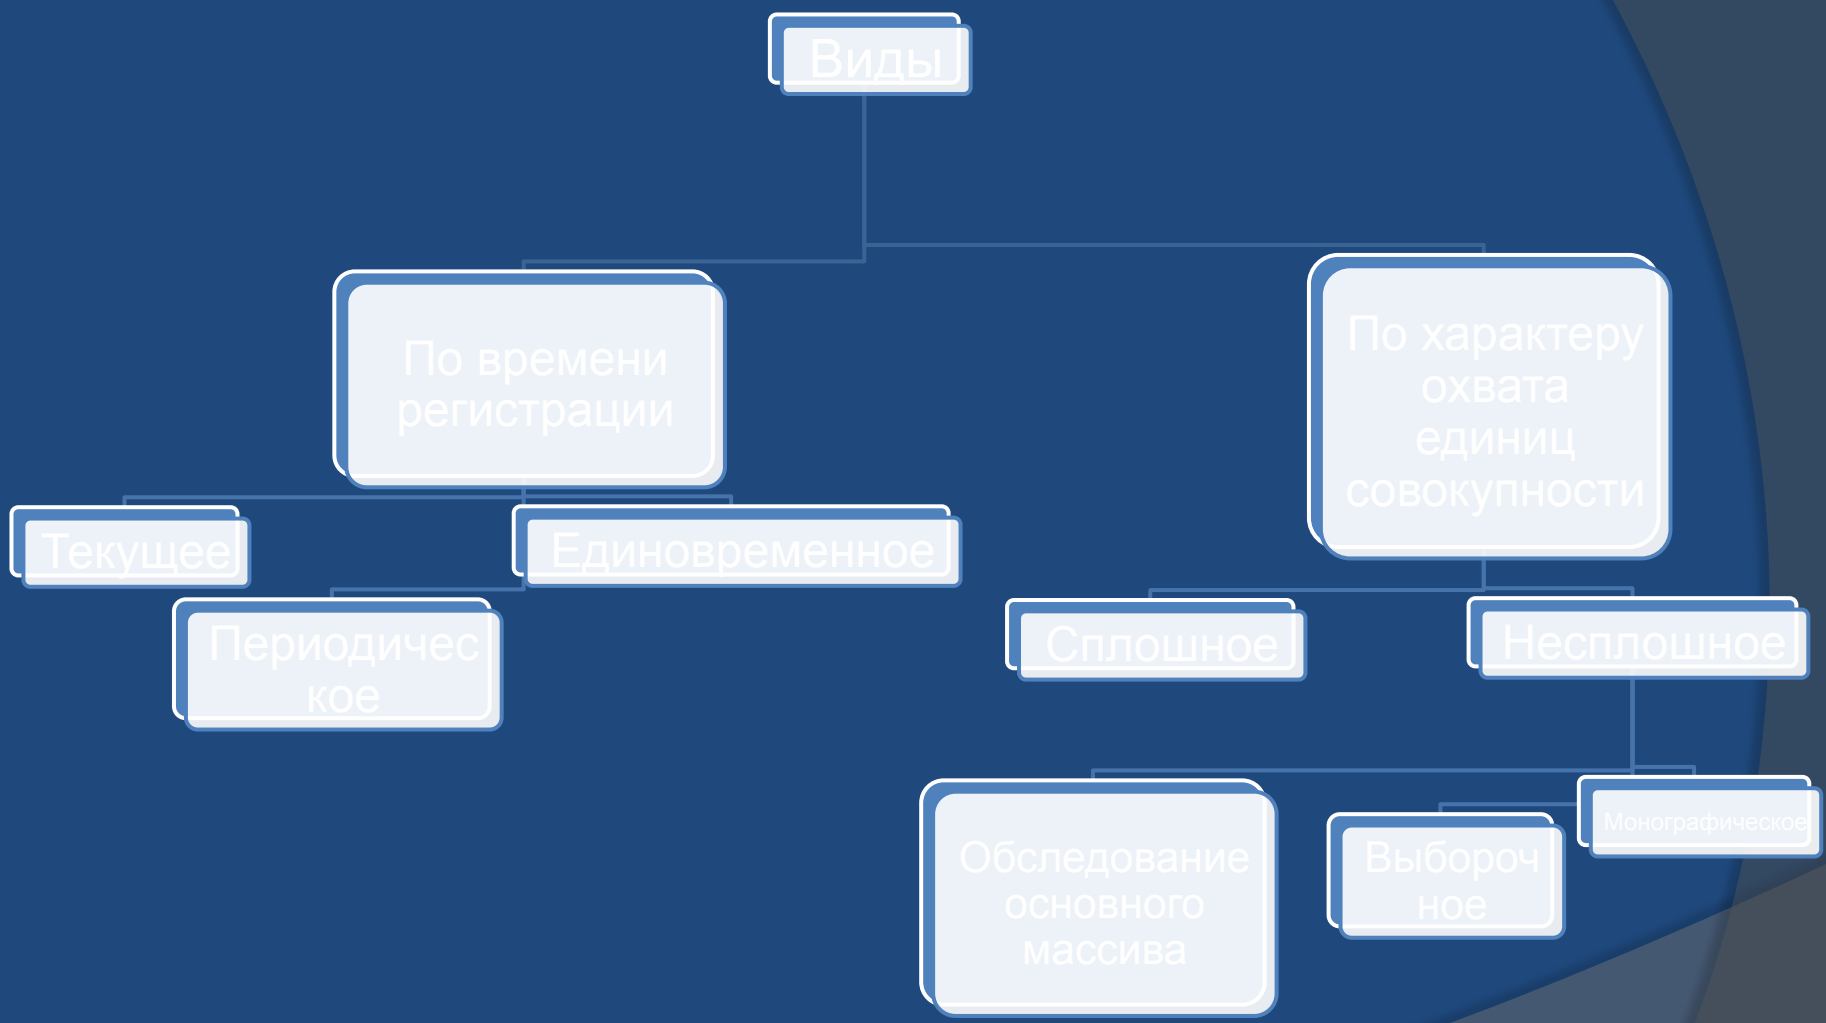 Виды
По времени
регистрации
По характеру
охвата
единиц
совокупности
Текущее
Единовременное
Периодичес
кое
Сплошное
Несплошное
Обследование
основного
массива
Выбороч
ное
Монографическое